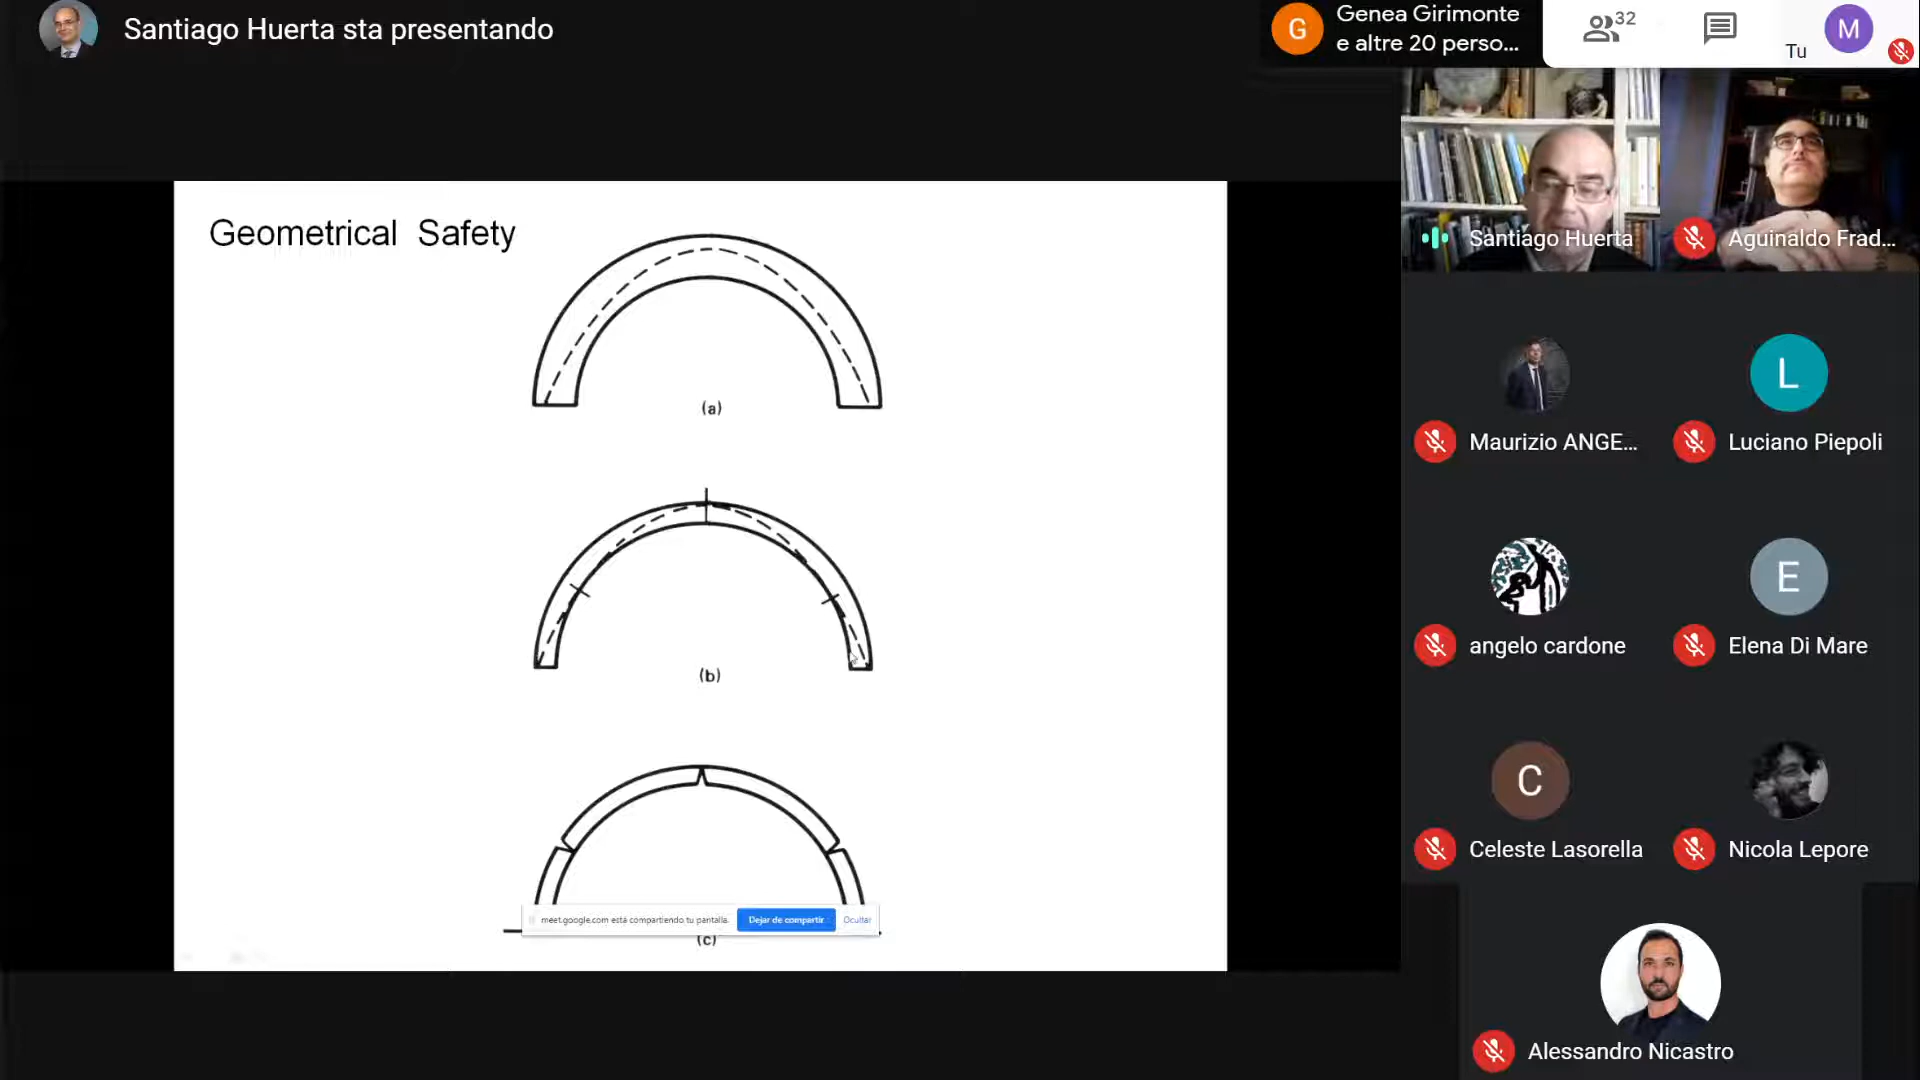 Santiago Huerta sta presentando
G
Genea Girimonte
e altre 20 perso...
32
Tu
M
Geometrical Safety
(a)
(b)
(c)
meet.google.com está compartiendo tu pantalla.
Dejar de compartir
Ocultar
Santiago Huerta
Aguinaldo Frad...
Maurizio ANGE...
L
Luciano Piepoli
angelo cardone
E
Elena Di Mare
C
Celeste Lasorella
Nicola Lepore
Alessandro Nicastro